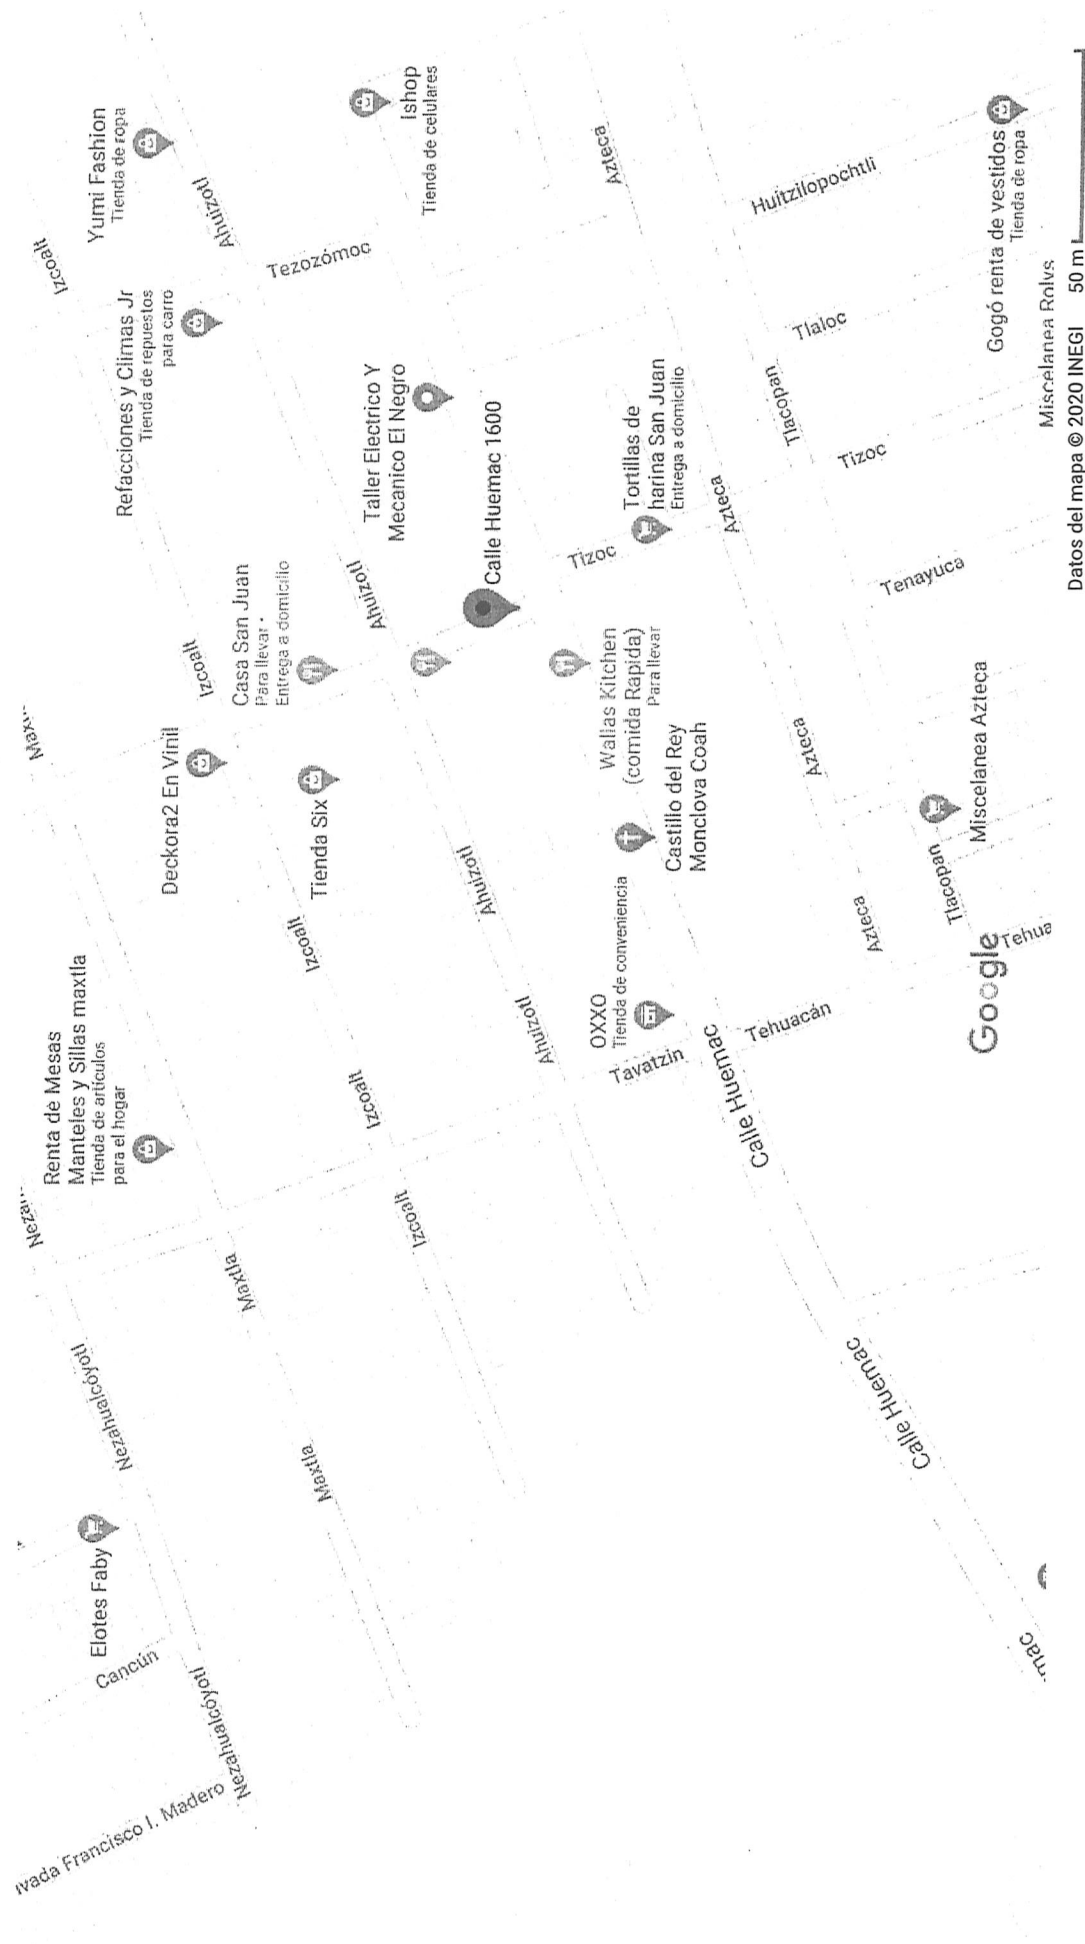 Ivada Francisco I. Madero
Nezahualcóyotl
Cancún
Elotes Faby
Nezahualcóyotl
Maxtla
Maxtla
Renta de Mesas
Manteles y Sillas maxtla
Tienda de artículos
para el hogar
Izcoalt
Izcoalt
Izcoalt
Deckora2 En Vinil
Tienda Six
Izcoalt
Casa San Juan
Para llevar •
Entrega a domicilio
Refacciones y Climas Jr
Tienda de repuestos
para carro
Izcoalt
Yumi Fashion
Tienda de ropa
Ahuizotl
Tezozómoc
Ishop
Tienda de celulares
Taller Electrico Y
Mecanico El Negro
Ahuizotl
Calle Huemac 1600
Ahuizotl
Ahuizotl
OXXO
Tienda de conveniencia
Tavatzin
Castillo del Rey
Monclova Coah
Wallas Kitchen
(comida Rapida)
Para llevar
Tizoc
Tortillas de
harina San Juan
Entrega a domicilio
Azteca
Azteca
Azteca
Azteca
Calle Huemac
Calle Huemac
mac
Tehuacán
Tehua
Tlacopan
Miscelanea Azteca
Tenayuca
Tizoc
Tlacopan
Tlaloc
Huitzilopochtli
Gogó renta de vestidos
Tienda de ropa
Miscelanea Rolys
Google
Datos del mapa © 2020 INEGI 50 m